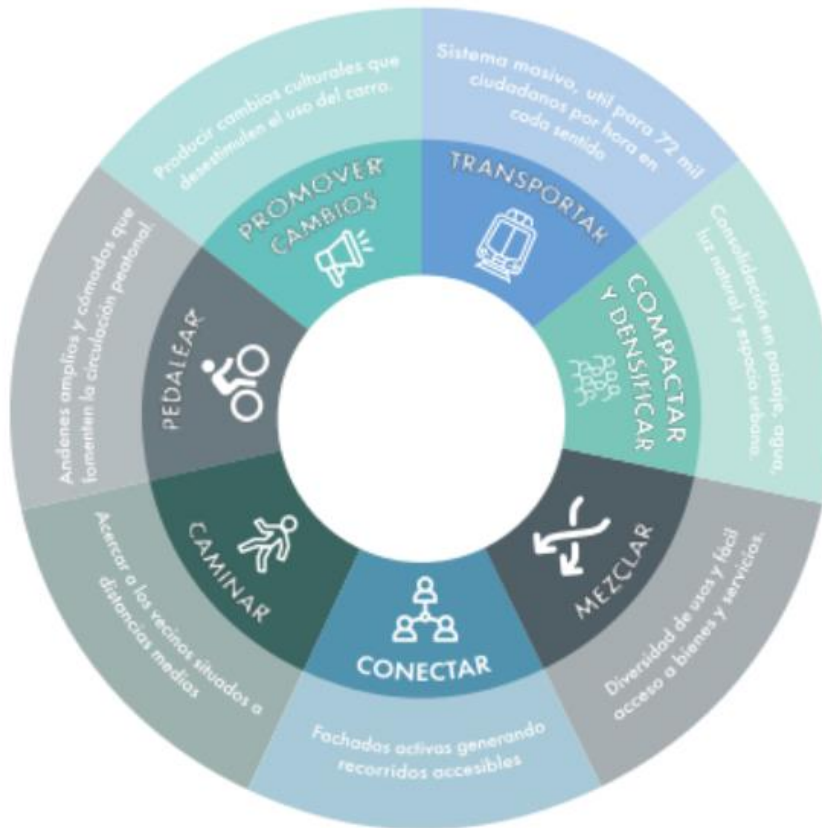 TRANSPORTAR
Sistema masivo, util para 72 mil
ciudadanos por hora en
cada sentido
COMPACTAR
Y DENSIFICAR
Consolidación en paisaje, agua,
luz natural y espacio urbano.
MEZCLAR
Diversidad de usos y fácil
acceso a bienes y servicios.
CONECTAR
Fachadas activas generando
recorridos accesibles
CAMINAR
Acercar a los vecinos situados a
distancias medias
PEDALEAR
Andenes amplios y cómodos que
fomenten la circulación peatonal.
PROMOVER
CAMBIOS
Producir cambios culturales que
desestimulen el uso del carro.